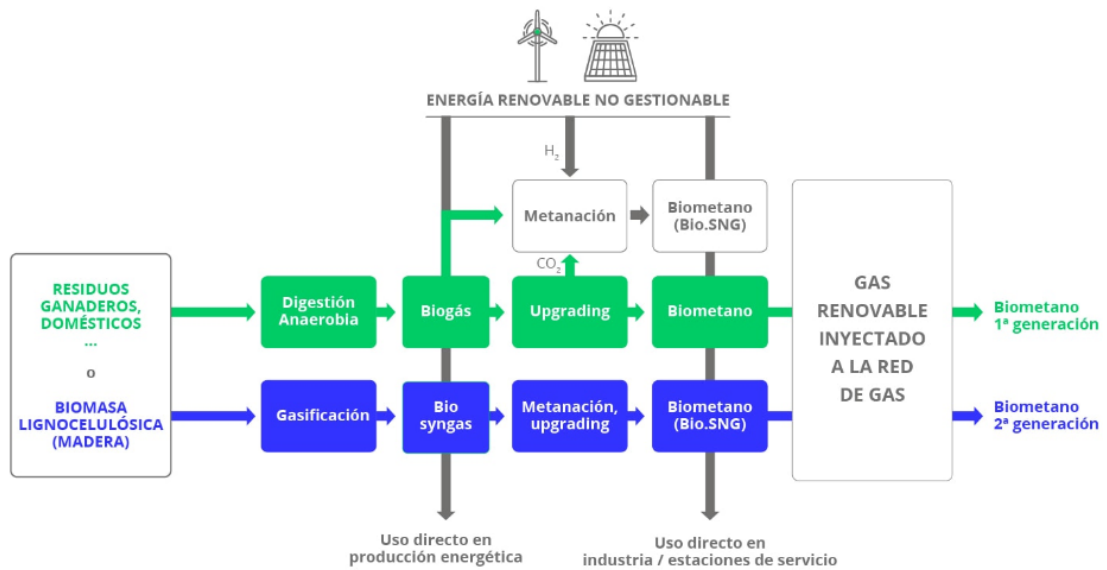 ENERGÍA RENOVABLE NO GESTIONABLE
H₂
Metanación
Biometano
(Bio.SNG)
CO₂
RESIDUOS
GANADEROS,
DOMÉSTICOS
...
o
BIOMASA
LIGNOCELULÓSICA
(MADERA)
Digestión
Anaerobia
Biogás
Upgrading
Biometano
Gasificación
Bio
syngas
Metanación,
upgrading
Biometano
(Bio.SNG)
GAS
RENOVABLE
INYECTADO
A LA RED
DE GAS
Biometano
1ª generación
Biometano
2ª generación
Uso directo en
producción energética
Uso directo en
industria / estaciones de servicio